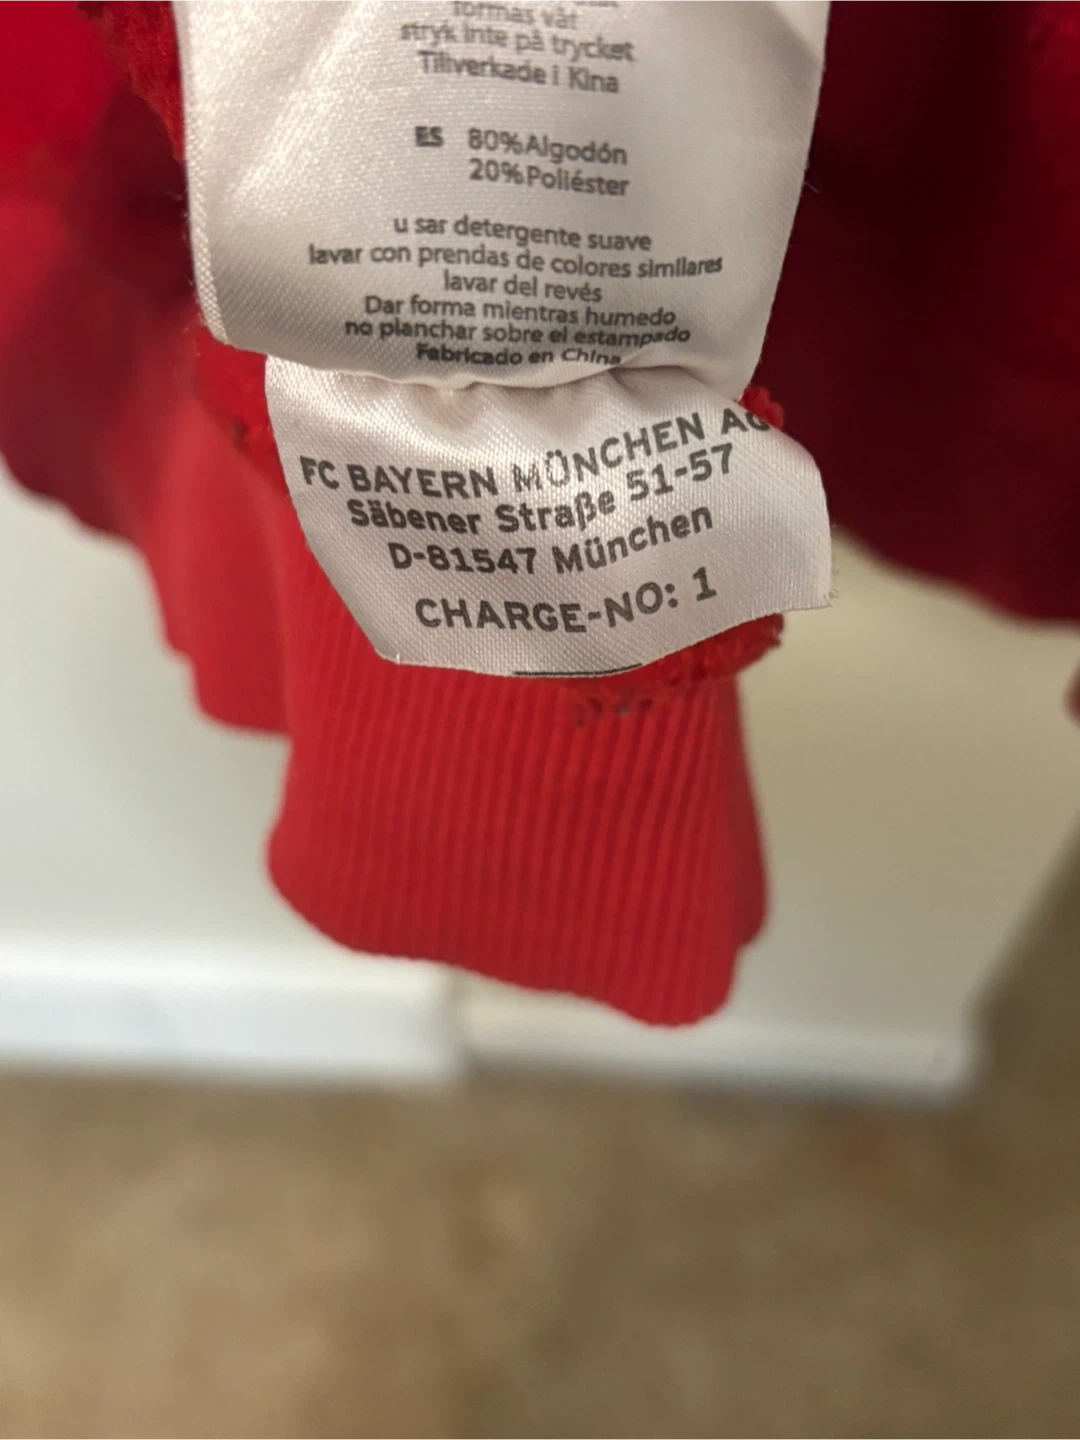 formas våt
stryk inte på trycket
Tillverkade i Kina
ES 80%Algodón
20%Poliéster
u sar detergente suave
lavar con prendas de colores similares
lavar del revés
Dar forma mientras humedo
no planchar sobre el estampado
Fabricado en China
FC BAYERN MÜNCHEN AG
Säbener Straße 51-57
D-81547 München
CHARGE-NO: 1